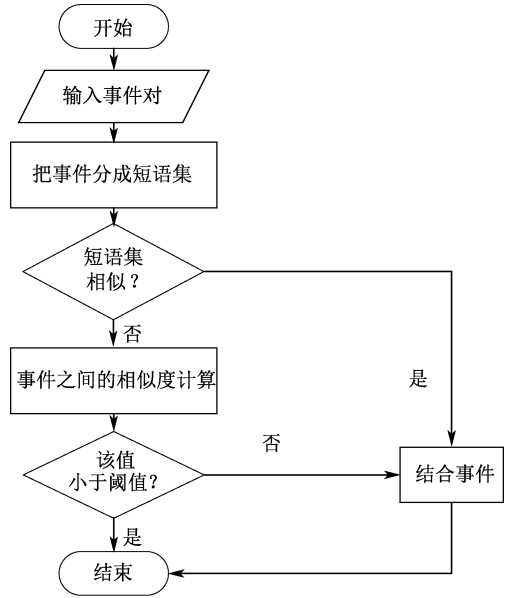 开始
输入事件对
把事件分成短语集
短语集
相似？
否
事件之间的相似度计算
是
该值
小于阈值？
否
结合事件
是
结束